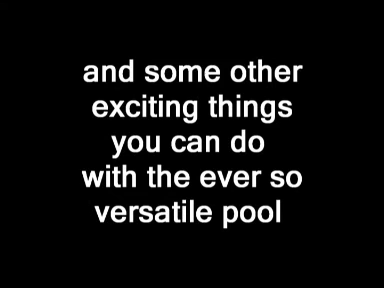 and some other
exciting things
you can do
with the ever so
versatile pool